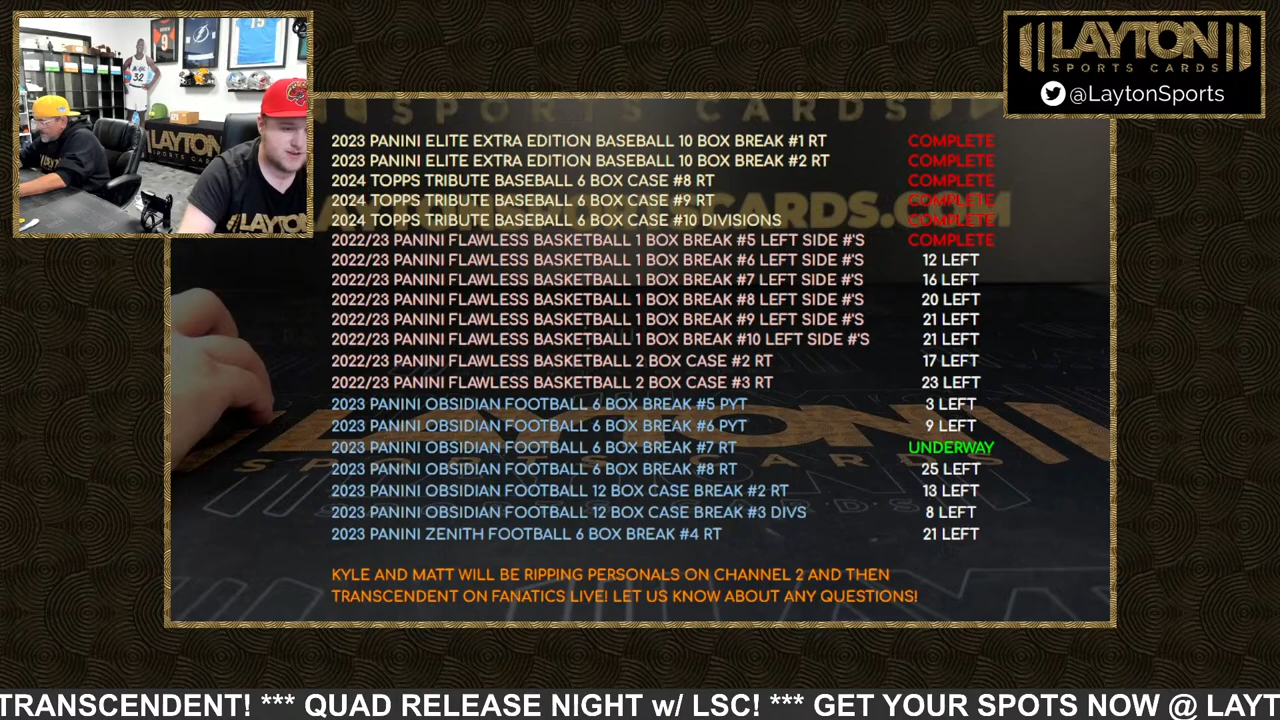 LAYTON
SPORTS CARDS
@LaytonSports
SPORTS CARDS
2023 PANINI ELITE EXTRA EDITION BASEBALL 10 BOX BREAK #1 RT COMPLETE
2023 PANINI ELITE EXTRA EDITION BASEBALL 10 BOX BREAK #2 RT COMPLETE
2024 TOPPS TRIBUTE BASEBALL 6 BOX CASE #8 RT COMPLETE
2024 TOPPS TRIBUTE BASEBALL 6 BOX CASE #9 RT COMPLETE
2024 TOPPS TRIBUTE BASEBALL 6 BOX CASE #10 DIVISIONS COMPLETE
2022/23 PANINI FLAWLESS BASKETBALL 1 BOX BREAK #5 LEFT SIDE #'S COMPLETE
2022/23 PANINI FLAWLESS BASKETBALL 1 BOX BREAK #6 LEFT SIDE #'S 12 LEFT
2022/23 PANINI FLAWLESS BASKETBALL 1 BOX BREAK #7 LEFT SIDE #'S 16 LEFT
2022/23 PANINI FLAWLESS BASKETBALL 1 BOX BREAK #8 LEFT SIDE #'S 20 LEFT
2022/23 PANINI FLAWLESS BASKETBALL 1 BOX BREAK #9 LEFT SIDE #'S 21 LEFT
2022/23 PANINI FLAWLESS BASKETBALL 1 BOX BREAK #10 LEFT SIDE #'S 21 LEFT
2022/23 PANINI FLAWLESS BASKETBALL 2 BOX CASE #2 RT 17 LEFT
2022/23 PANINI FLAWLESS BASKETBALL 2 BOX CASE #3 RT 23 LEFT
2023 PANINI OBSIDIAN FOOTBALL 6 BOX BREAK #5 PYT 3 LEFT
2023 PANINI OBSIDIAN FOOTBALL 6 BOX BREAK #6 PYT 9 LEFT
2023 PANINI OBSIDIAN FOOTBALL 6 BOX BREAK #7 RT UNDERWAY
2023 PANINI OBSIDIAN FOOTBALL 6 BOX BREAK #8 RT 25 LEFT
2023 PANINI OBSIDIAN FOOTBALL 12 BOX CASE BREAK #2 RT 13 LEFT
2023 PANINI OBSIDIAN FOOTBALL 12 BOX CASE BREAK #3 DIVS 8 LEFT
2023 PANINI ZENITH FOOTBALL 6 BOX BREAK #4 RT 21 LEFT
KYLE AND MATT WILL BE RIPPING PERSONALS ON CHANNEL 2 AND THEN
TRANSCENDENT ON FANATICS LIVE! LET US KNOW ABOUT ANY QUESTIONS!
TRANSCENDENT! *** QUAD RELEASE NIGHT w/ LSC! *** GET YOUR SPOTS NOW @ LAYT